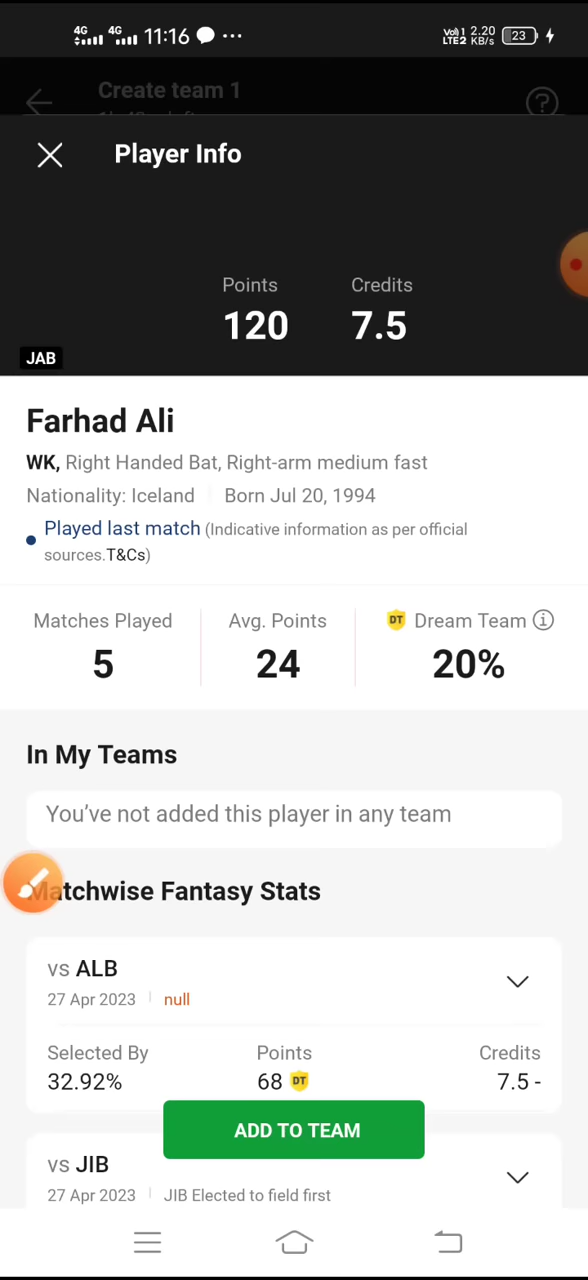 4G 4G 11:16 ... Vo)) 1 LTE2 2.20 KB/s 23
Create team 1
Player Info
Points Credits
120 7.5
JAB
Farhad Ali
WK, Right Handed Bat, Right-arm medium fast
Nationality: Iceland Born Jul 20, 1994
Played last match (Indicative information as per official
sources.T&Cs)
Matches Played Avg. Points DT Dream Team
5 24 20%
In My Teams
You've not added this player in any team
Matchwise Fantasy Stats
vs ALB
27 Apr 2023 null
Selected By Points Credits
32.92% 68 DT 7.5 -
ADD TO TEAM
vs JIB
27 Apr 2023 JIB Elected to field first